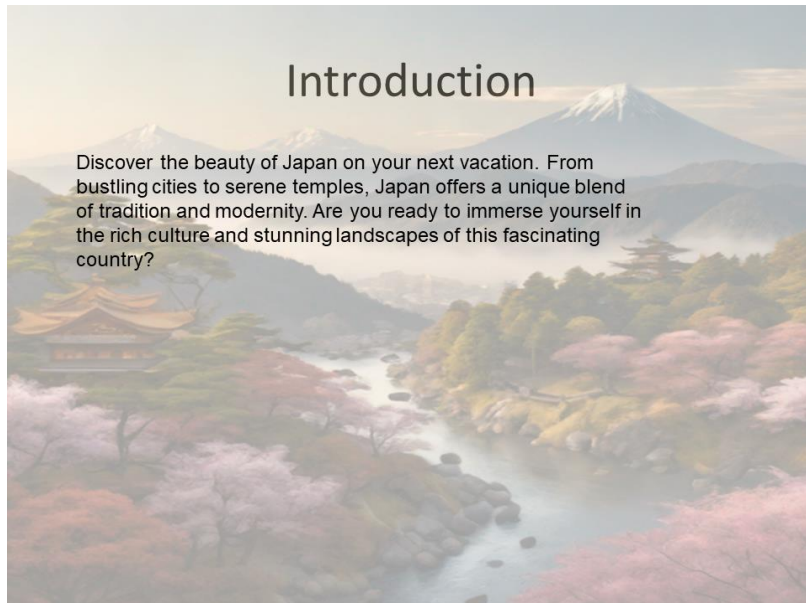 Introduction
Discover the beauty of Japan on your next vacation. From
bustling cities to serene temples, Japan offers a unique blend
of tradition and modernity. Are you ready to immerse yourself in
the rich culture and stunning landscapes of this fascinating
country?